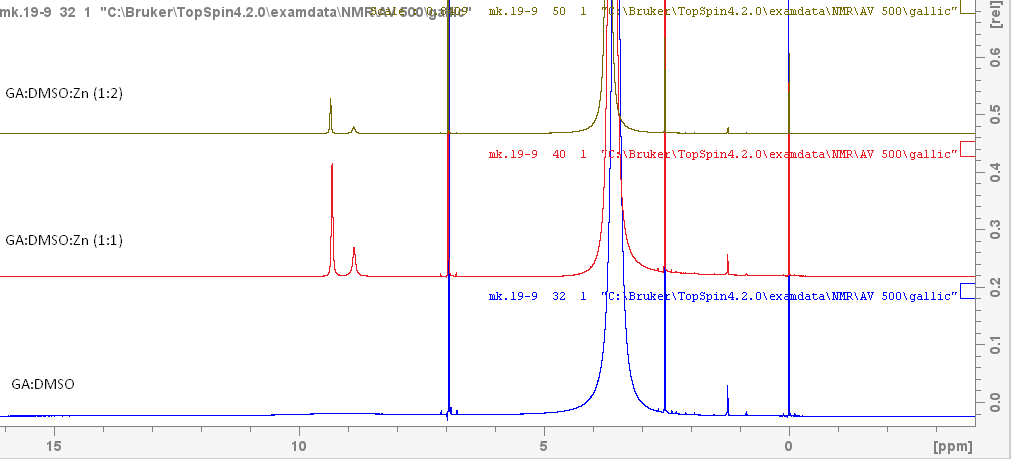 mk.19-9 32 1 "C:\Bruker\TopSpin4.2.0\examdata\NMR\AV 500\gallic"
mk.19-9 50 1 "C:\Bruker\TopSpin4.2.0\examdata\NMR\AV 500\gallic"
[rel]
GA:DMSO:Zn (1:2)
mk.19-9 40 1 "C:\Bruker\TopSpin4.2.0\examdata\NMR\AV 500\gallic"
GA:DMSO:Zn (1:1)
mk.19-9 32 1 "C:\Bruker\TopSpin4.2.0\examdata\NMR\AV 500\gallic"
GA:DMSO
0.6
0.5
0.4
0.3
0.2
0.1
0.0
15 10 5 0 [ppm]